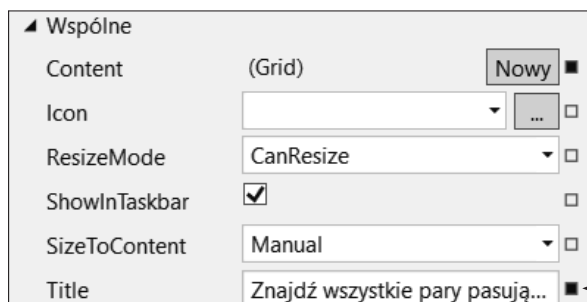 Wspólne
Content (Grid) Nowy
Icon ...
ResizeMode CanResize
ShowInTaskbar
SizeToContent Manual
Title Znajdź wszystkie pary pasują...